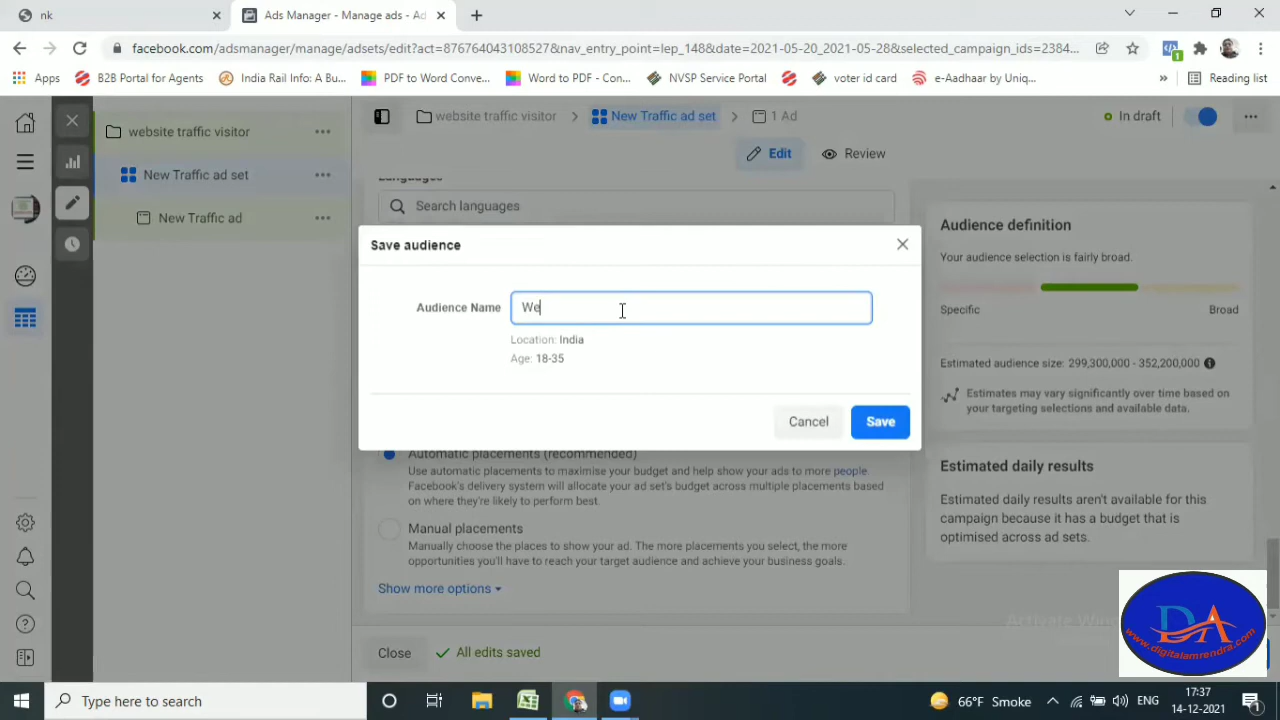 nk
Ads Manager - Manage ads - Ad
facebook.com/adsmanager/manage/adsets/edit?act=876764043108527&nav_entry_point=lep_148&date=2021-05-20_2021-05-28&selected_campaign_ids=2384...
Apps
B2B Portal for Agents
India Rail Info: A Bu...
PDF to Word Conve...
Word to PDF - Con...
NVSP Service Portal
voter id card
e-Aadhaar by Uniq...
»
Reading list
website traffic visitor
New Traffic ad set
New Traffic ad
website traffic visitor
New Traffic ad set
1 Ad
In draft
Edit
Review
Languages
Search languages
Save audience
Audience Name
We
Location: India
Age: 18-35
Cancel
Save
Automatic placements (recommended)
Use automatic placements to maximise your budget and help show your ads to more people
Facebook's delivery system will allocate your ad set's budget across multiple placements based
on where they're likely to perform best.
Manual placements
Manually choose the places to show your ad. The more placements you select, the more
opportunities you'll have to reach your target audience and achieve your business goals.
Show more options
Close
All edits saved
Audience definition
Your audience selection is fairly broad.
Specific
Broad
Estimated audience size: 299,300,000 - 352,200,000
Estimates may vary significantly over time based on
your targeting selections and available data.
Estimated daily results
Estimated daily results aren't available for this
campaign because it has a budget that is
optimised across ad sets.
Activate Wind
DA
www.digitalamrendra.com
Type here to search
66°F Smoke
ENG
17:37
14-12-2021
1